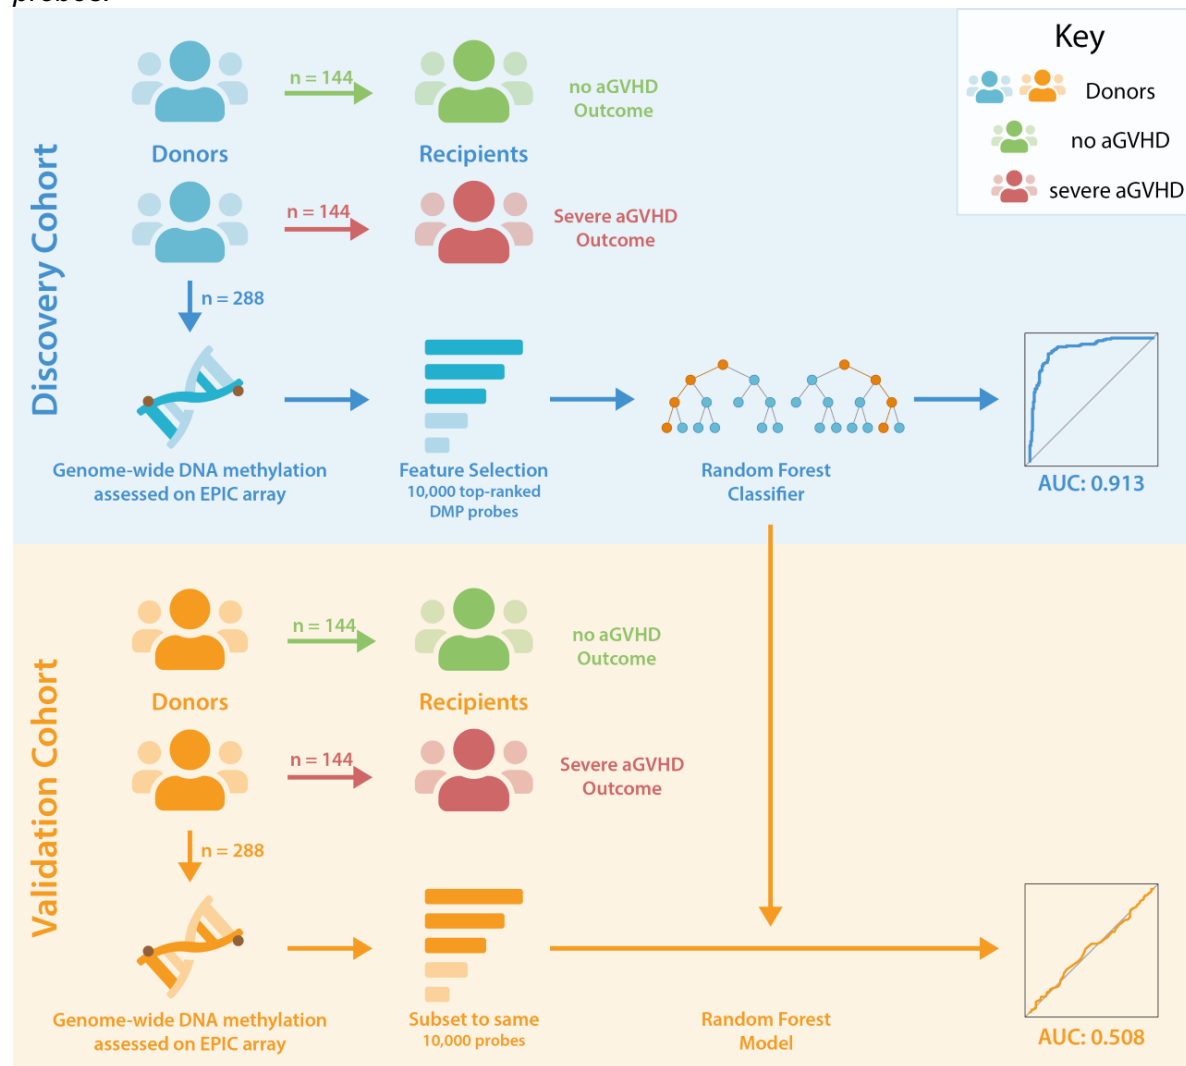 probes.
Key
Donors
no aGVHD
severe aGVHD
Discovery Cohort
n = 144
no aGVHD
Outcome
Donors
Recipients
n = 144
Severe aGVHD
Outcome
n = 288
Genome-wide DNA methylation
assessed on EPIC array
Feature Selection
10,000 top-ranked
DMP probes
Random Forest
Classifier
AUC: 0.913
Validation Cohort
n = 144
no aGVHD
Outcome
Donors
Recipients
n = 144
Severe aGVHD
Outcome
n = 288
Genome-wide DNA methylation
assessed on EPIC array
Subset to same
10,000 probes
Random Forest
Model
AUC: 0.508